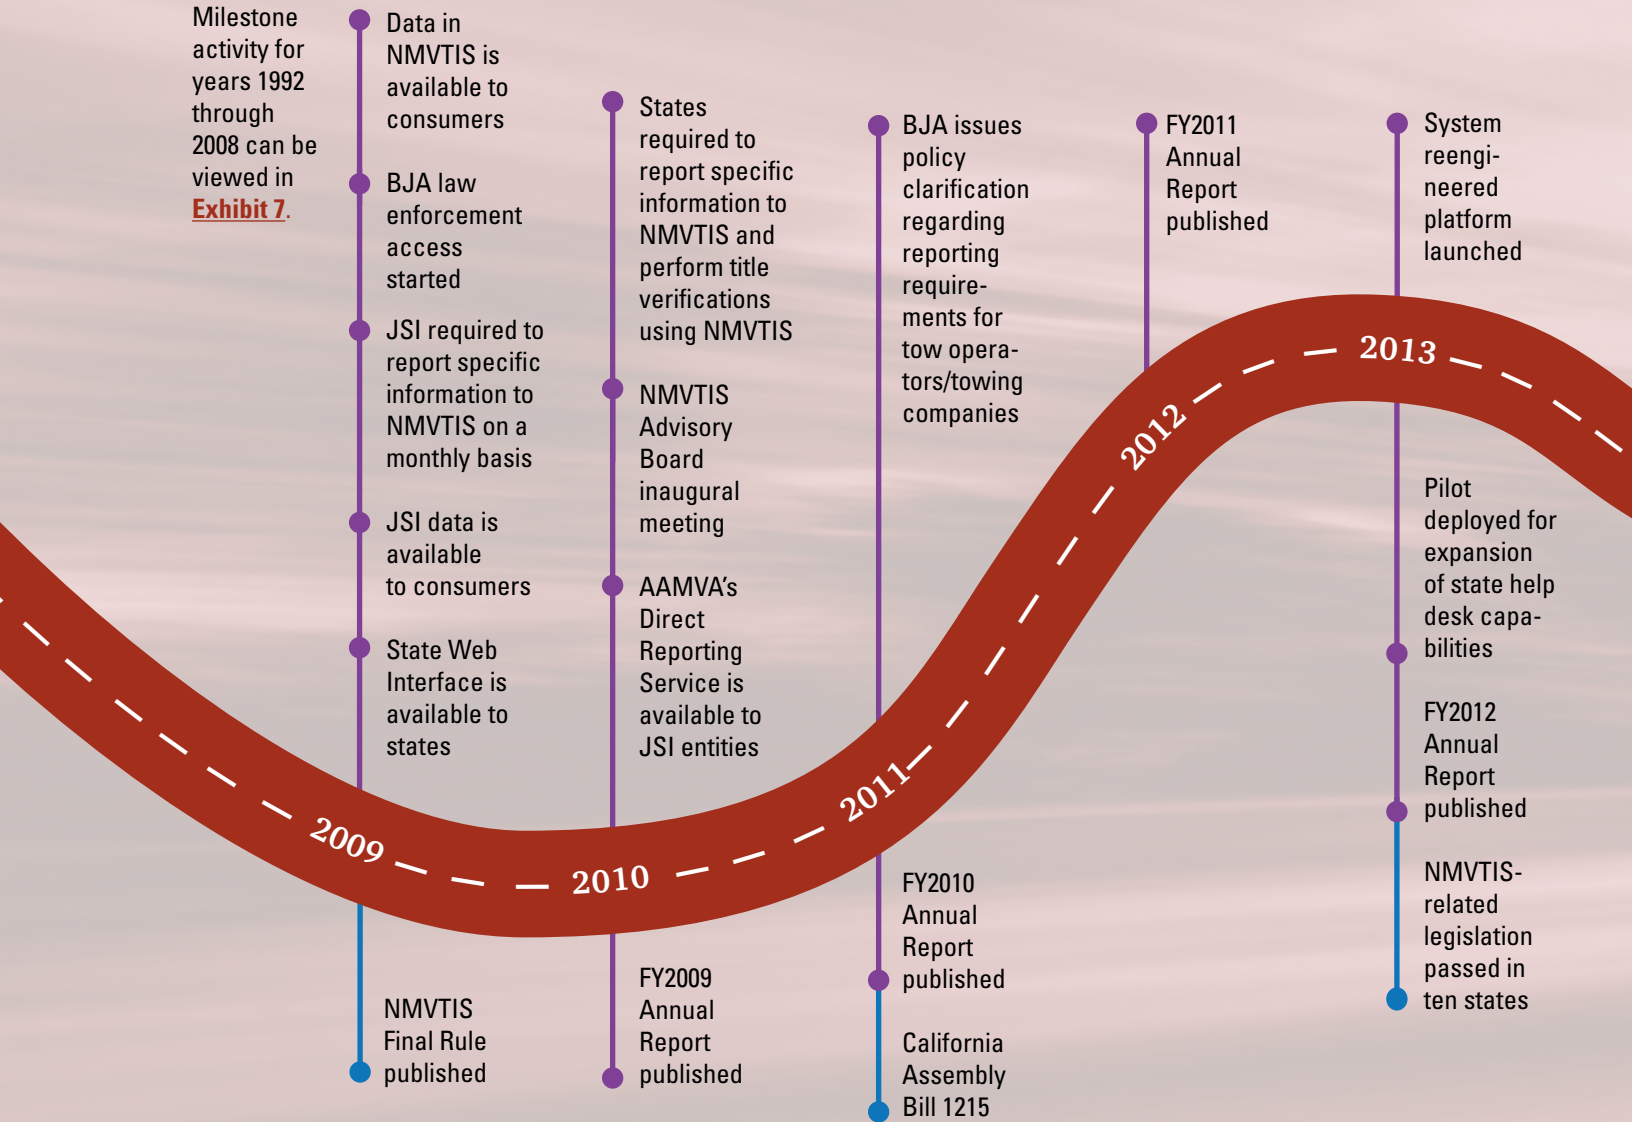 Milestone
activity for
years 1992
through
2008 can be
viewed in
Exhibit 7.
Data in
NMVTIS is
available to
consumers
BJA law
enforcement
access
started
JSI required to
report specific
information to
NMVTIS on a
monthly basis
JSI data is
available
to consumers
State Web
Interface is
available to
states
2009
NMVTIS
Final Rule
published
States
required to
report specific
information to
NMVTIS and
perform title
verifications
using NMVTIS
NMVTIS
Advisory
Board
inaugural
meeting
AAMVA's
Direct
Reporting
Service is
available to
JSI entities
2010
FY2009
Annual
Report
published
BJA issues
policy
clarification
regarding
reporting
require-
ments for
tow opera-
tors/towing
companies
2011
FY2010
Annual
Report
published
California
Assembly
Bill 1215
FY2011
Annual
Report
published
2012
System
reengi-
neered
platform
launched
2013
Pilot
deployed for
expansion
of state help
desk capa-
bilities
FY2012
Annual
Report
published
NMVTIS-
related
legislation
passed in
ten states